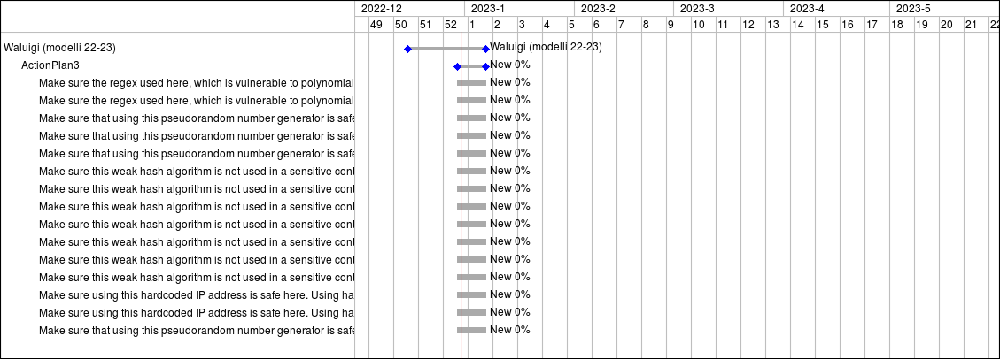 2022-12 2023-1 2023-2 2023-3 2023-4 2023-5
49 50 51 52 1 2 3 4 5 6 7 8 9 10 11 12 13 14 15 16 17 18 19 20 21 22
Waluigi (modelli 22-23) Waluigi (modelli 22-23)
ActionPlan3 New 0%
Make sure the regex used here, which is vulnerable to polynomial New 0%
Make sure the regex used here, which is vulnerable to polynomial New 0%
Make sure that using this pseudorandom number generator is safe New 0%
Make sure that using this pseudorandom number generator is safe New 0%
Make sure that using this pseudorandom number generator is safe New 0%
Make sure this weak hash algorithm is not used in a sensitive cont New 0%
Make sure this weak hash algorithm is not used in a sensitive cont New 0%
Make sure this weak hash algorithm is not used in a sensitive cont New 0%
Make sure this weak hash algorithm is not used in a sensitive cont New 0%
Make sure this weak hash algorithm is not used in a sensitive cont New 0%
Make sure this weak hash algorithm is not used in a sensitive cont New 0%
Make sure this weak hash algorithm is not used in a sensitive cont New 0%
Make sure using this hardcoded IP address is safe here. Using ha New 0%
Make sure using this hardcoded IP address is safe here. Using ha New 0%
Make sure that using this pseudorandom number generator is safe New 0%